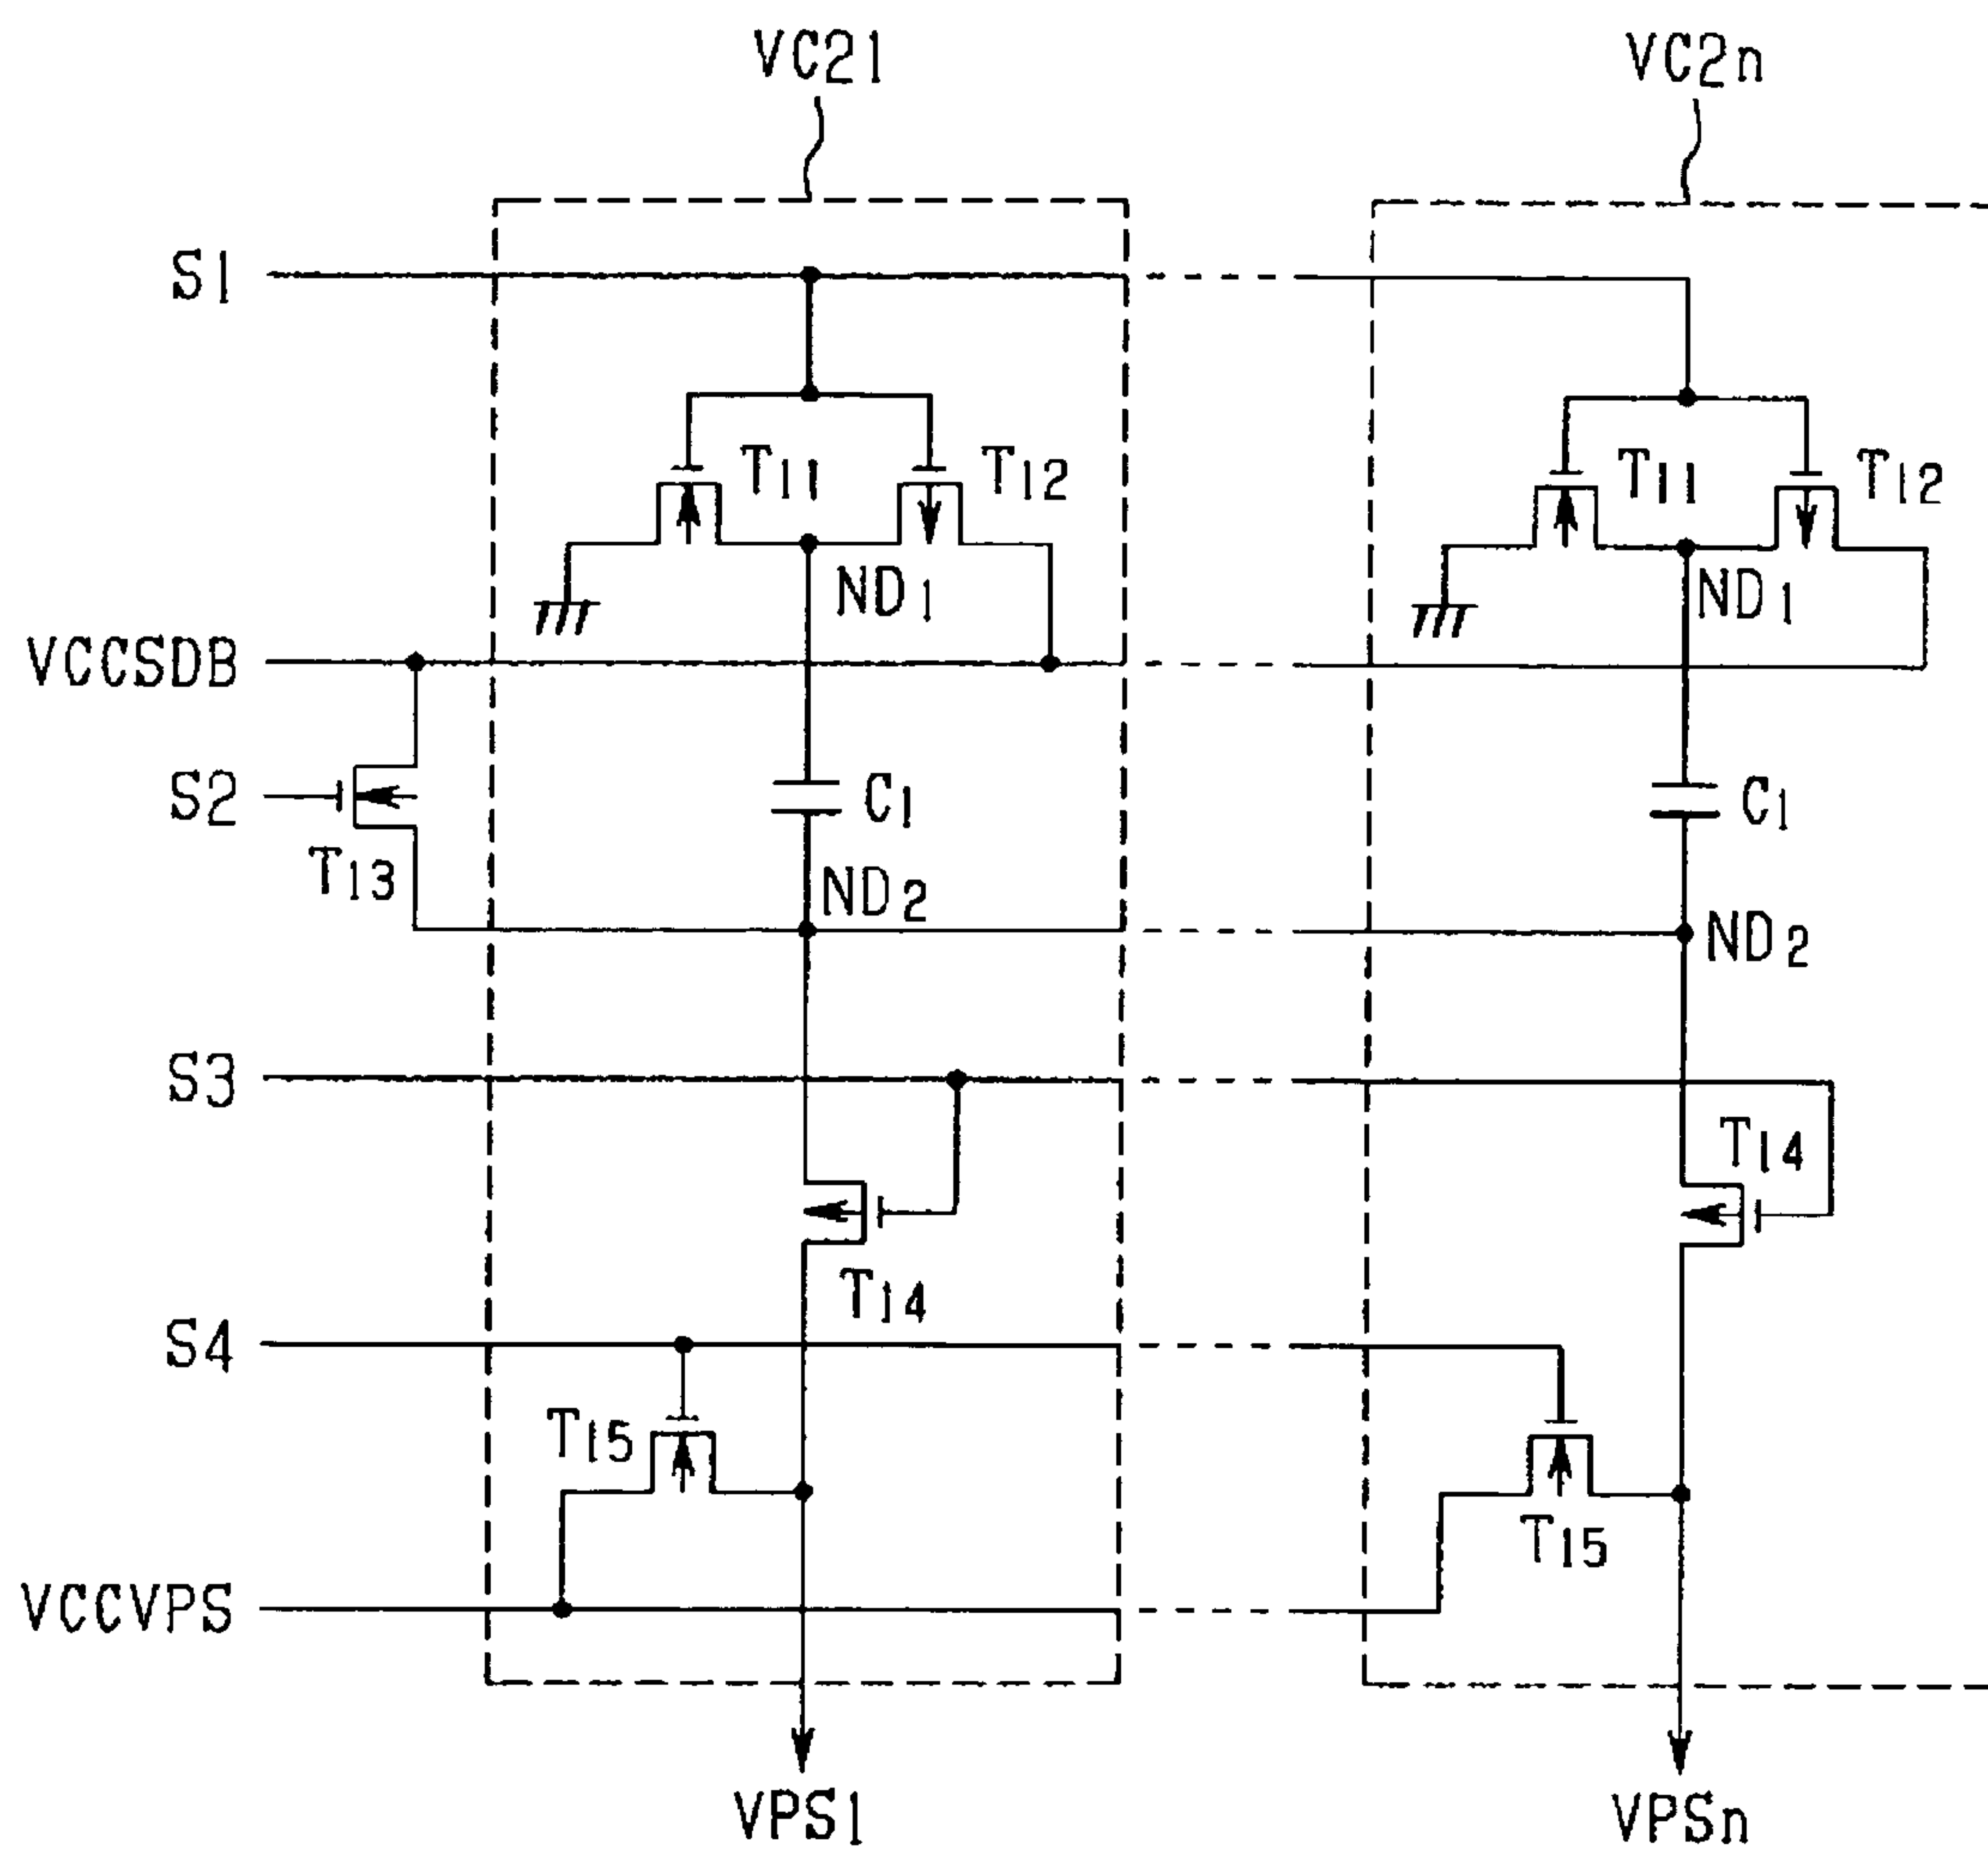 VC21
VC2n
S1
T11
T12
T11
T12
ND1
ND1
VCCSDB
S2
C1
C1
T13
ND2
ND2
S3
T14
T14
S4
T15
T15
VCCVPS
VPS1
VPSn